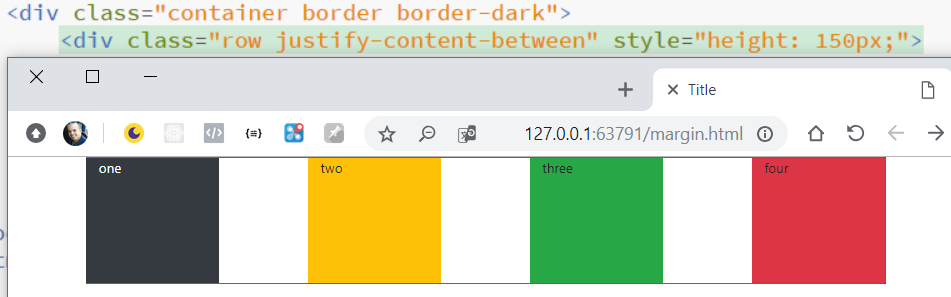 <div class="container border border-dark">
<div class="row justify-content-between" style="height: 150px;">
Title
127.0.0.1:63791/margin.html
one two three four